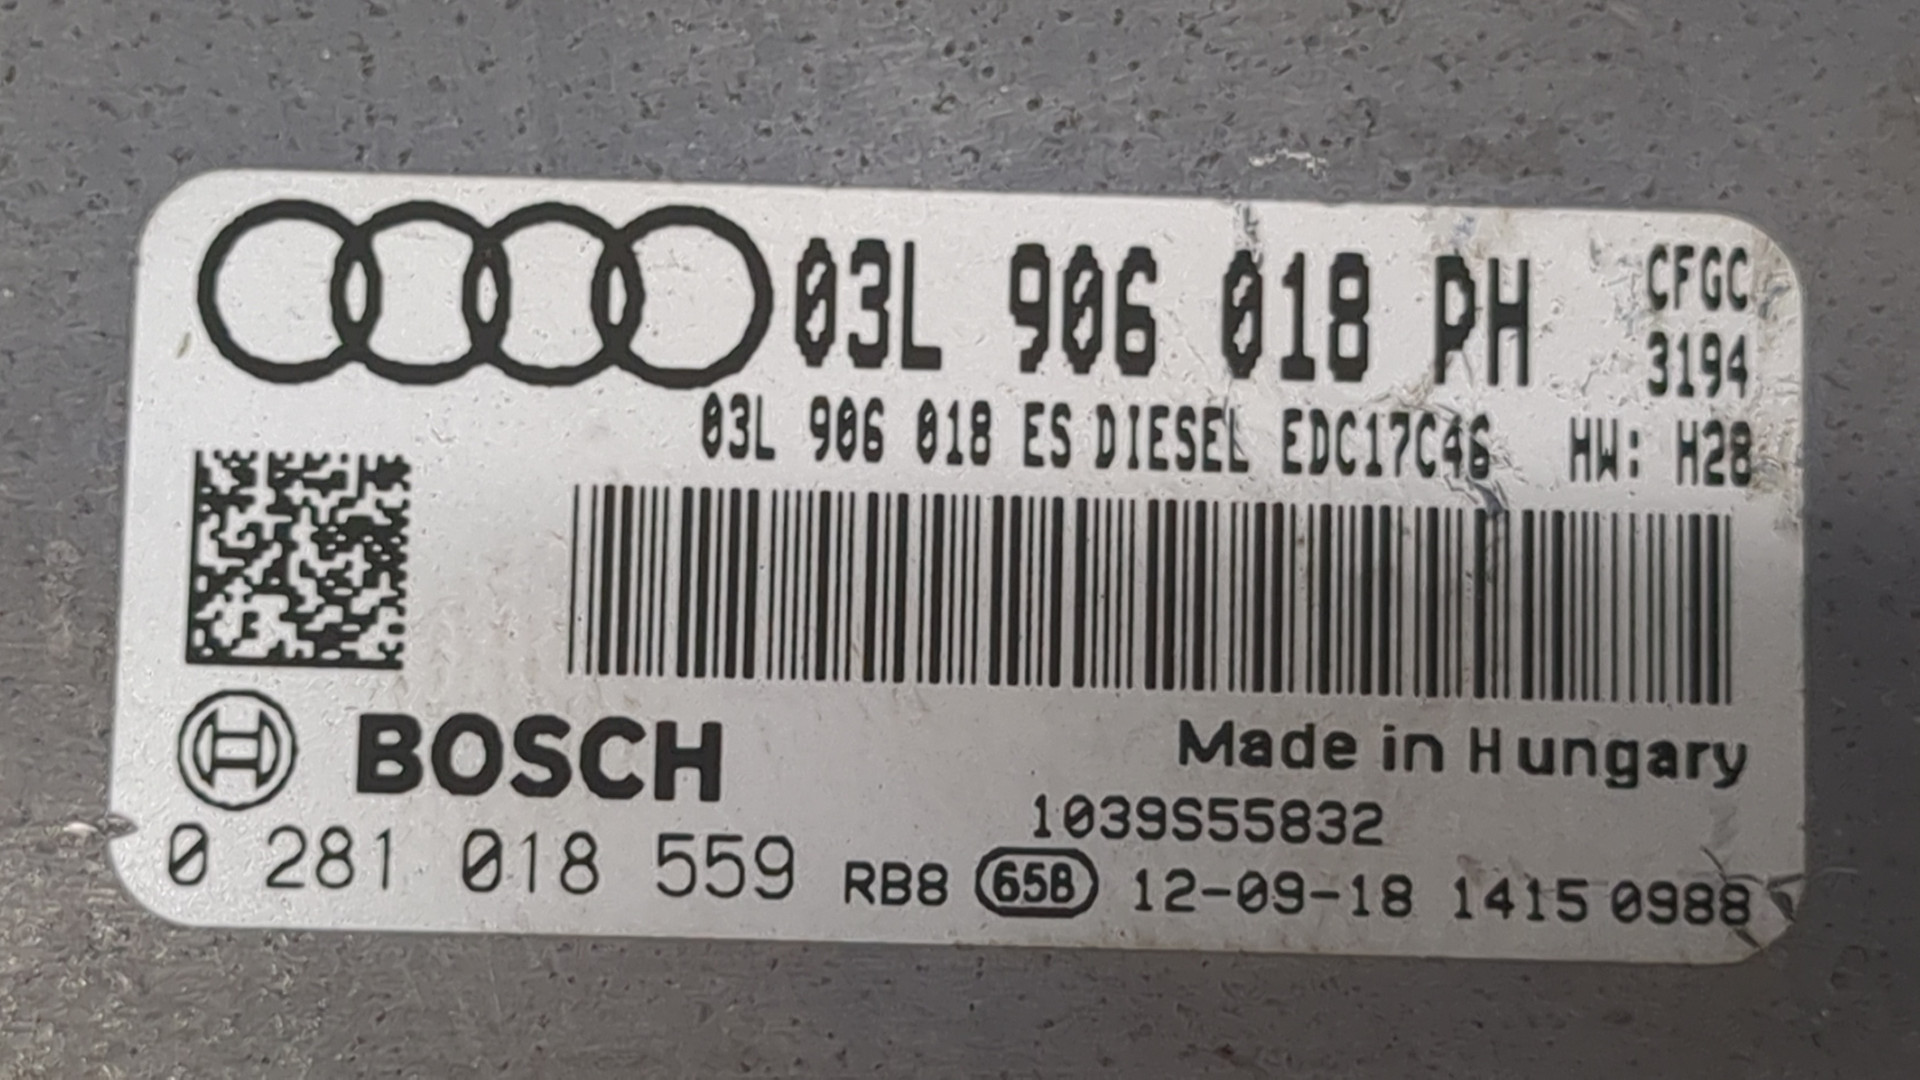 03L 906 018 PH CFGC
3194
03L 906 018 ES DIESEL EDC17C46 HW: H28
BOSCH
Made in Hungary
1039S55832
0 281 018 559 RB8 65B 12-09-18 1415 0988